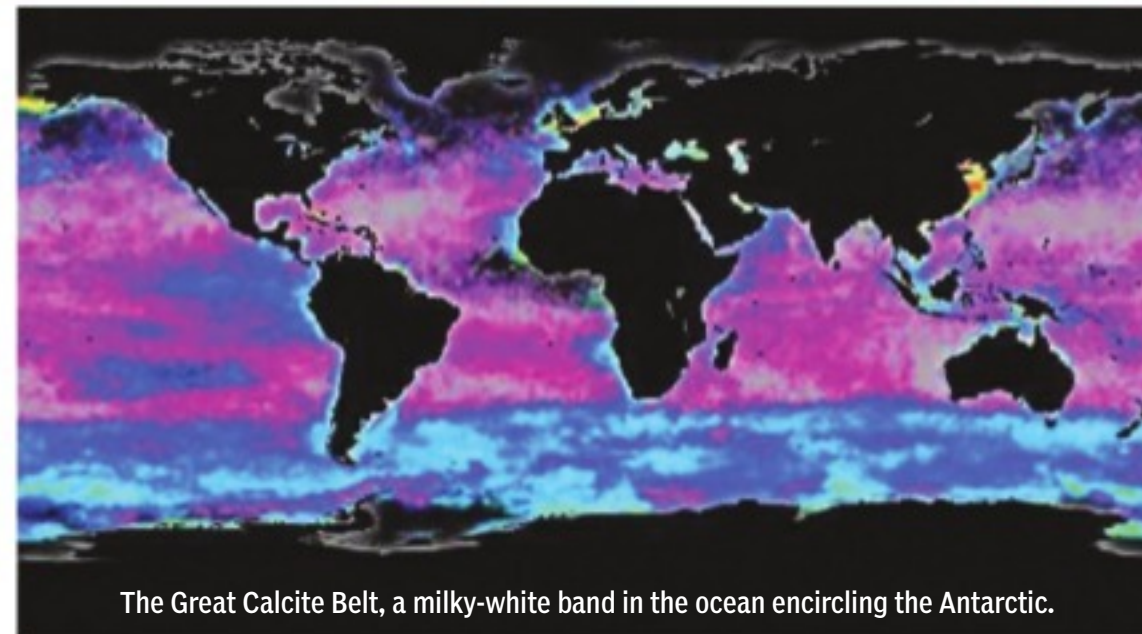 The Great Calcite Belt, a milky-white band in the ocean encircling the Antarctic.